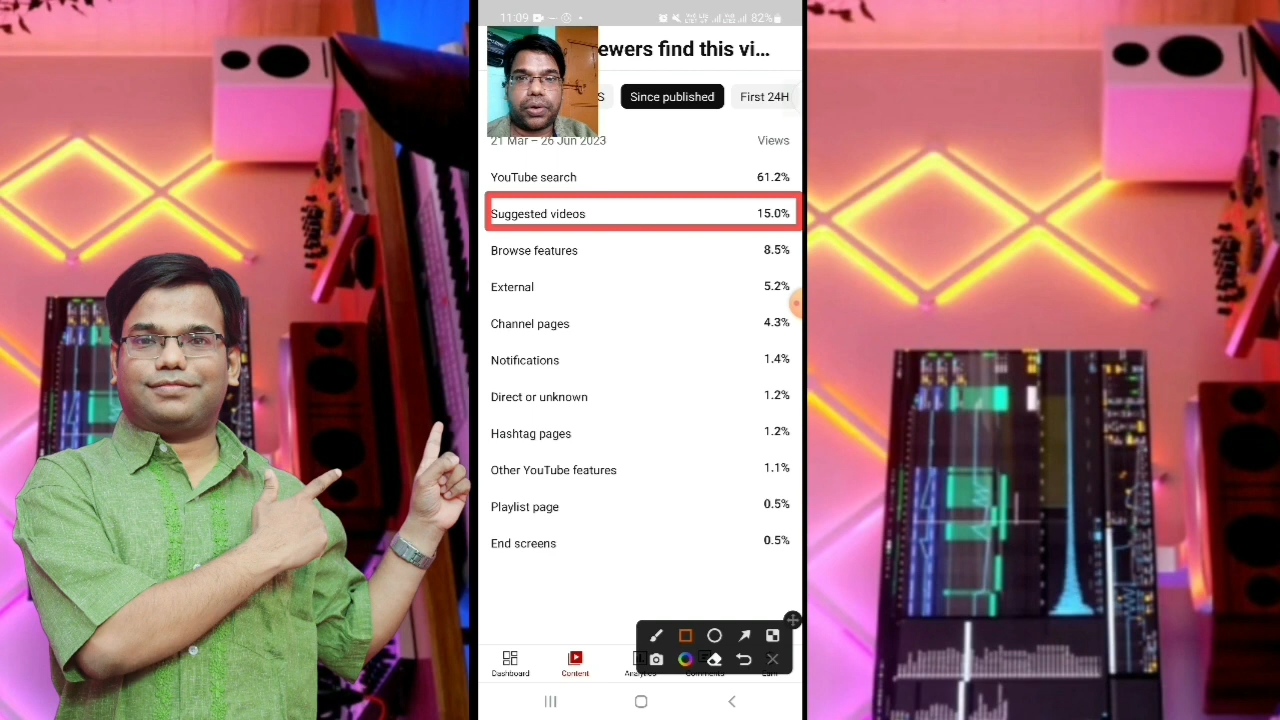 11:09
82%
ewers find this vi...
S
Since published
First 24H
21 Mar – 26 Jun 2023
Views
YouTube search
61.2%
Suggested videos
15.0%
Browse features
8.5%
External
5.2%
Channel pages
4.3%
Notifications
1.4%
Direct or unknown
1.2%
Hashtag pages
1.2%
Other YouTube features
1.1%
Playlist page
0.5%
End screens
0.5%
Dashboard
Content